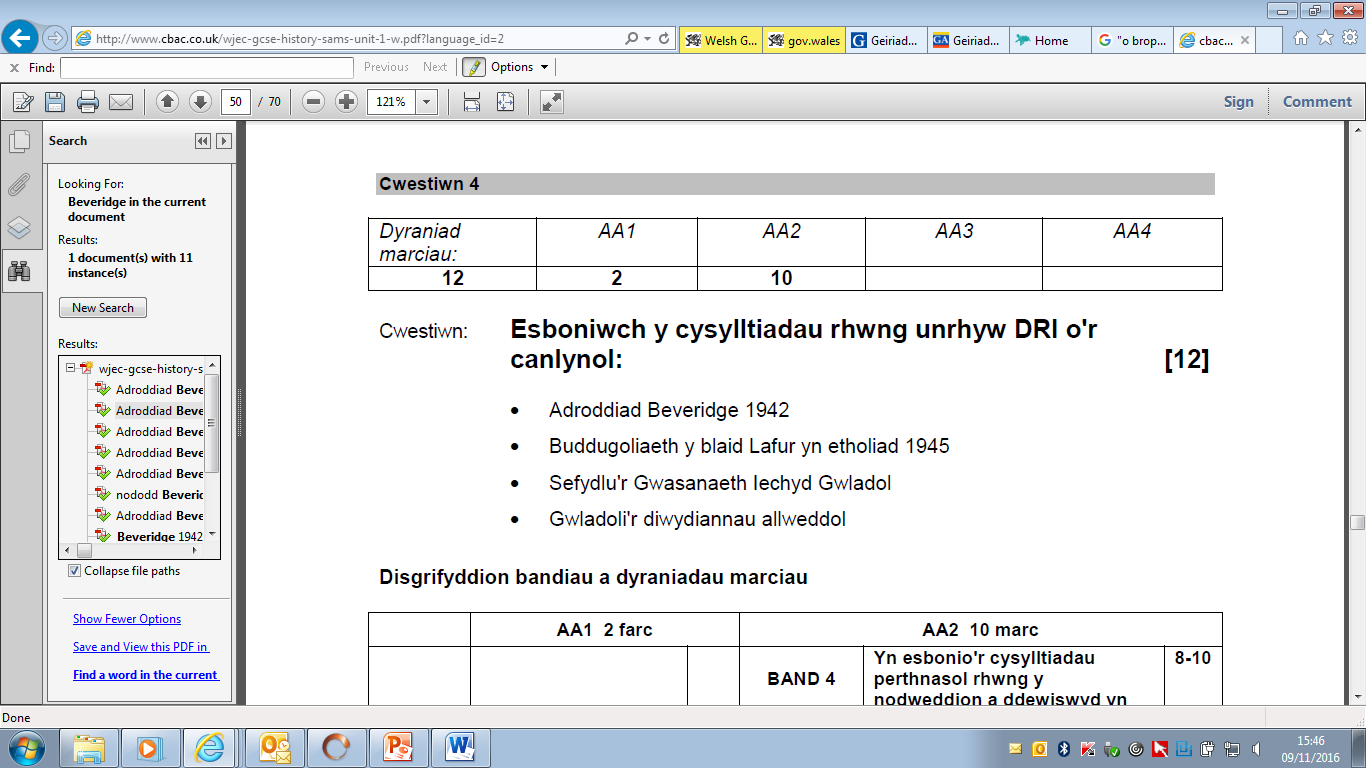 http://www.cbac.co.uk/wjec-gcse-history-sams-unit-1-w.pdf?language_id=2
Welsh G...
gov.wales
Geiriad...
Geiriad...
Home
"o brop...
cbac...
x Find:
Previous Next
Options
50 / 70
121%
Sign
Comment
Search
Looking For:
Beveridge in the current
document
Results:
1 document(s) with 11
instance(s)
New Search
Results:
wjec-gcse-history-s
Adroddiad Beve
Adroddiad Beve
Adroddiad Beve
Adroddiad Beve
Adroddiad Beve
nododd Beveric
Adroddiad Beve
Beveridge 1942
Collapse file paths
Show Fewer Options
Save and View this PDF in
Find a word in the current
Cwestiwn 4
Dyraniad
marciau:
AA1
AA2
AA3
AA4
12
2
10
Cwestiwn:
Esboniwch y cysylltiadau rhwng unrhyw DRI o'r
canlynol: [12]
• Adroddiad Beveridge 1942
• Buddugoliaeth y blaid Lafur yn etholiad 1945
• Sefydlu'r Gwasanaeth Iechyd Gwladol
• Gwladoli'r diwydiannau allweddol
Disgrifyddion bandiau a dyraniadau marciau
AA1 2 farc
AA2 10 marc
BAND 4
Yn esbonio'r cysylltiadau
perthnasol rhwng y
nodweddion a ddewiswyd yn
8-10
Done
15:46
09/11/2016